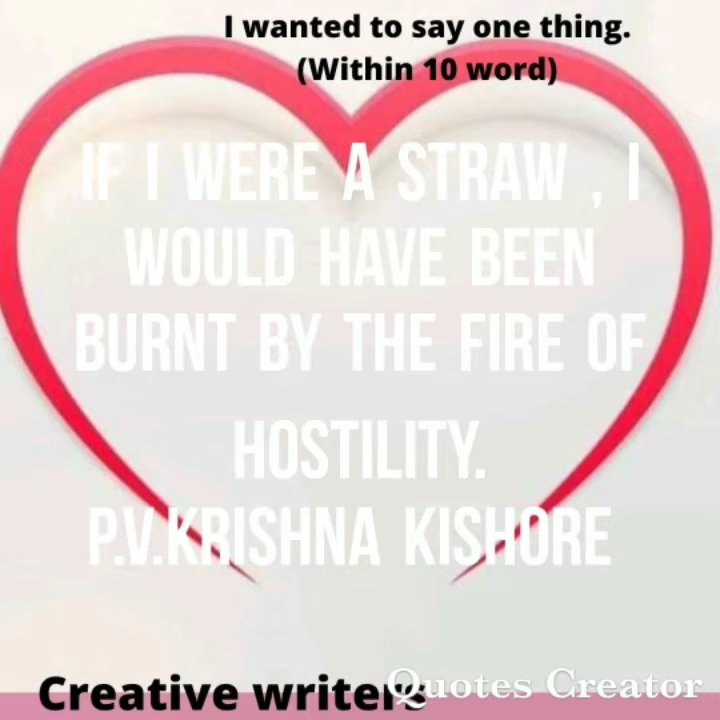 I wanted to say one thing.
(Within 10 word)
IF I WERE A STRAW , I
WOULD HAVE BEEN
BURNT BY THE FIRE OF
HOSTILITY.
P.V.KRISHNA KISHORE
Creative writers
Quotes Creator